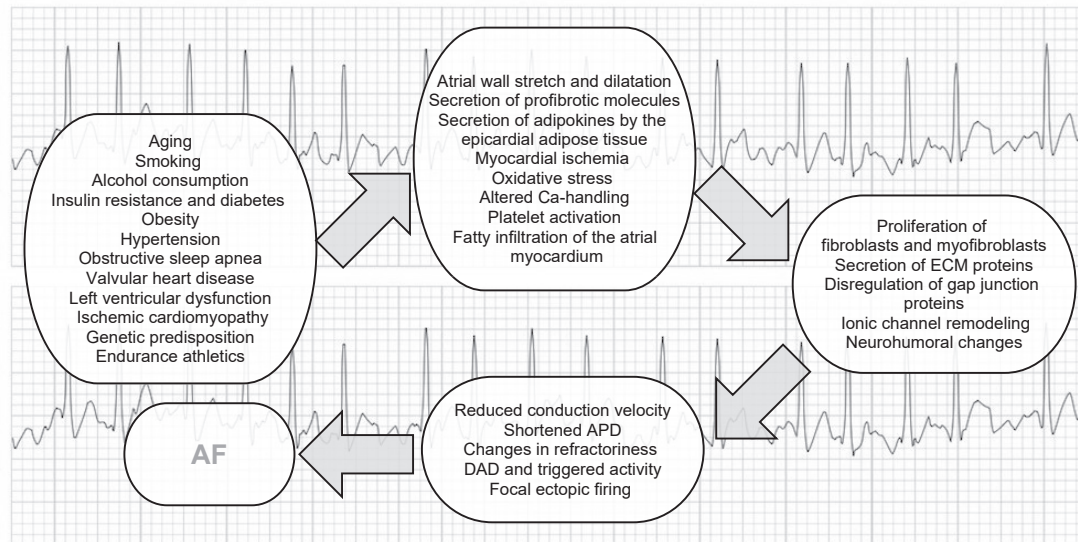 Aging
Smoking
Alcohol consumption
Insulin resistance and diabetes
Obesity
Hypertension
Obstructive sleep apnea
Valvular heart disease
Left ventricular dysfunction
Ischemic cardiomyopathy
Genetic predisposition
Endurance athletics
Atrial wall stretch and dilatation
Secretion of profibrotic molecules
Secretion of adipokines by the
epicardial adipose tissue
Myocardial ischemia
Oxidative stress
Altered Ca-handling
Platelet activation
Fatty infiltration of the atrial
myocardium
Proliferation of
fibroblasts and myofibroblasts
Secretion of ECM proteins
Disregulation of gap junction
proteins
Ionic channel remodeling
Neurohumoral changes
Reduced conduction velocity
Shortened APD
Changes in refractoriness
DAD and triggered activity
Focal ectopic firing
AF